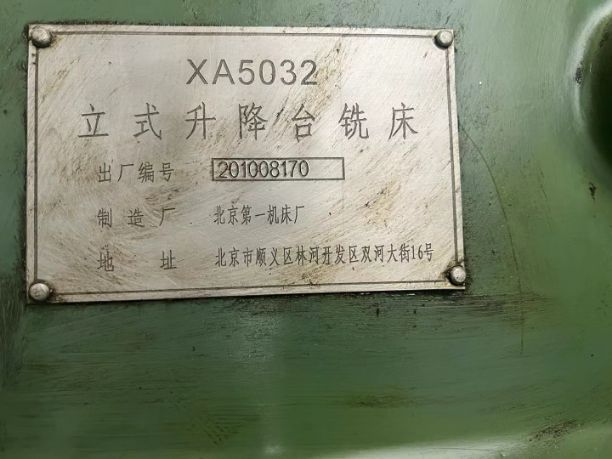 XA5032
立式升降台铣床
出厂编号 201008170
制造厂 北京第一机床厂
地址 北京市顺义区林河开发区双河大街16号